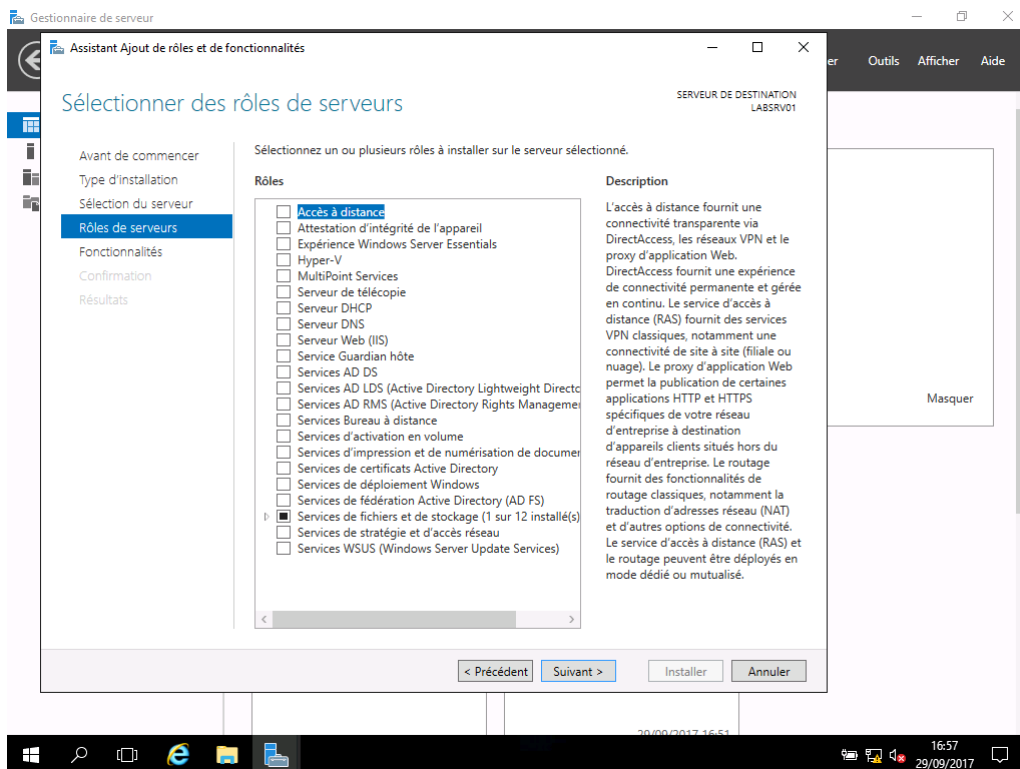 Gestionnaire de serveur
Assistant Ajout de rôles et de fonctionnalités
er Outils Afficher Aide
Sélectionner des rôles de serveurs
SERVEUR DE DESTINATION
LABSRV01
Avant de commencer
Type d'installation
Sélection du serveur
Rôles de serveurs
Fonctionnalités
Confirmation
Résultats
Sélectionnez un ou plusieurs rôles à installer sur le serveur sélectionné.
Rôles
Accès à distance
Attestation d'intégrité de l'appareil
Expérience Windows Server Essentials
Hyper-V
MultiPoint Services
Serveur de télécopie
Serveur DHCP
Serveur DNS
Serveur Web (IIS)
Service Guardian hôte
Services AD DS
Services AD LDS (Active Directory Lightweight Directc
Services AD RMS (Active Directory Rights Managemer
Services Bureau à distance
Services d'activation en volume
Services d'impression et de numérisation de documer
Services de certificats Active Directory
Services de déploiement Windows
Services de fédération Active Directory (AD FS)
Services de fichiers et de stockage (1 sur 12 installé(s)
Services de stratégie et d'accès réseau
Services WSUS (Windows Server Update Services)
Description
L'accès à distance fournit une
connectivité transparente via
DirectAccess, les réseaux VPN et le
proxy d'application Web.
DirectAccess fournit une expérience
de connectivité permanente et gérée
en continu. Le service d'accès à
distance (RAS) fournit des services
VPN classiques, notamment une
connectivité de site à site (filiale ou
nuage). Le proxy d'application Web
permet la publication de certaines
applications HTTP et HTTPS
spécifiques de votre réseau
d'entreprise à destination
d'appareils clients situés hors du
réseau d'entreprise. Le routage
fournit des fonctionnalités de
routage classiques, notamment la
traduction d'adresses réseau (NAT)
et d'autres options de connectivité.
Le service d'accès à distance (RAS) et
le routage peuvent être déployés en
mode dédié ou mutualisé.
Masquer
< Précédent
Suivant >
Installer
Annuler
29/09/2017 16:51
16:57
29/09/2017